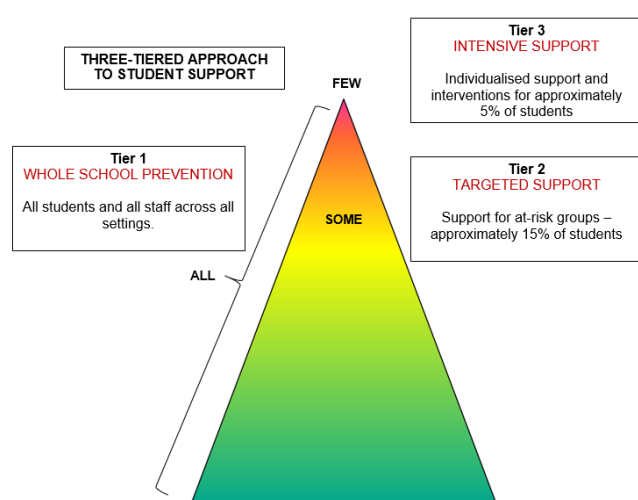 THREE-TIERED APPROACH
TO STUDENT SUPPORT
Tier 3
INTENSIVE SUPPORT
Individualised support and
interventions for approximately
5% of students
FEW
Tier 1
WHOLE SCHOOL PREVENTION
All students and all staff across all
settings.
Tier 2
TARGETED SUPPORT
Support for at-risk groups –
approximately 15% of students
SOME
ALL